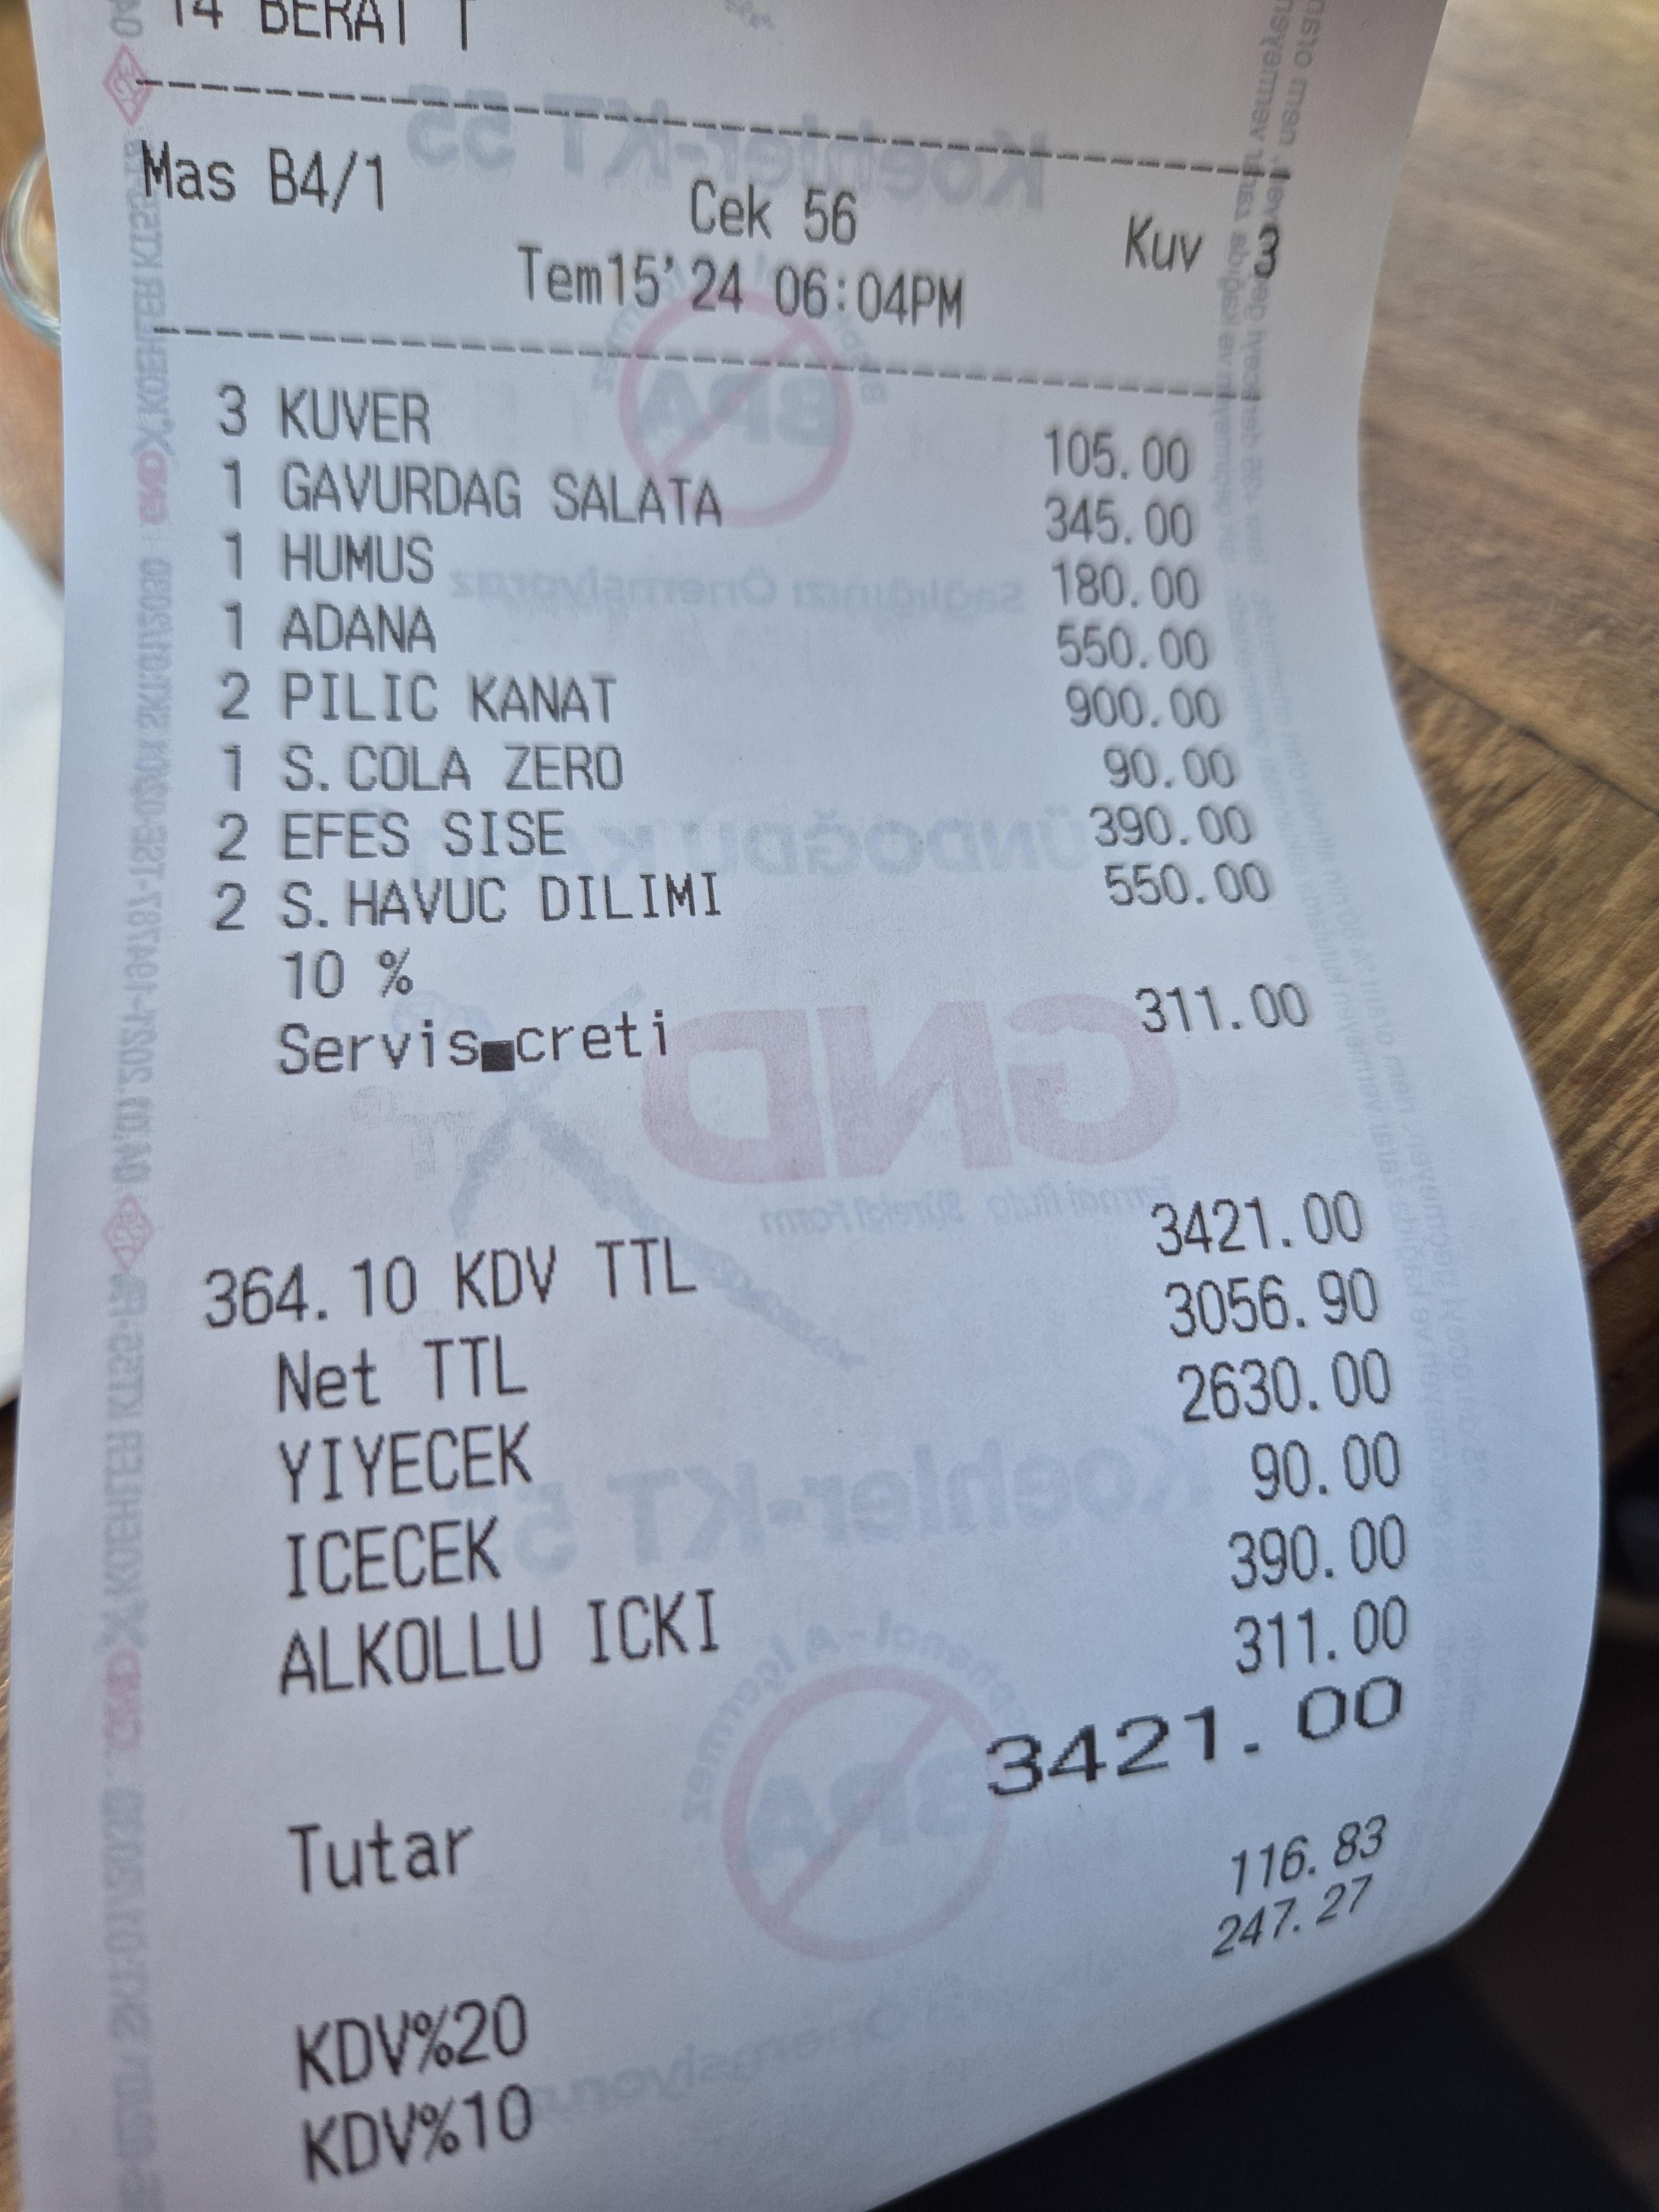 14 BERAT T
Mas B4/1 Cek 56 Kuv 3
Tem15'24 06:04PM
3 KUVER 105.00
1 GAVURDAG SALATA 345.00
1 HUMUS 180.00
1 ADANA 550.00
2 PILIC KANAT 900.00
1 S.COLA ZERO 90.00
2 EFES SISE 390.00
2 S.HAVUC DILIMI 550.00
10 %
Servis■creti 311.00
3421.00
364.10 KDV TTL 3056.90
Net TTL 2630.00
YIYECEK 90.00
ICECEK 390.00
ALKOLLU ICKI 311.00
3421.00
Tutar
116.83
247.27
KDV%20
KDV%10